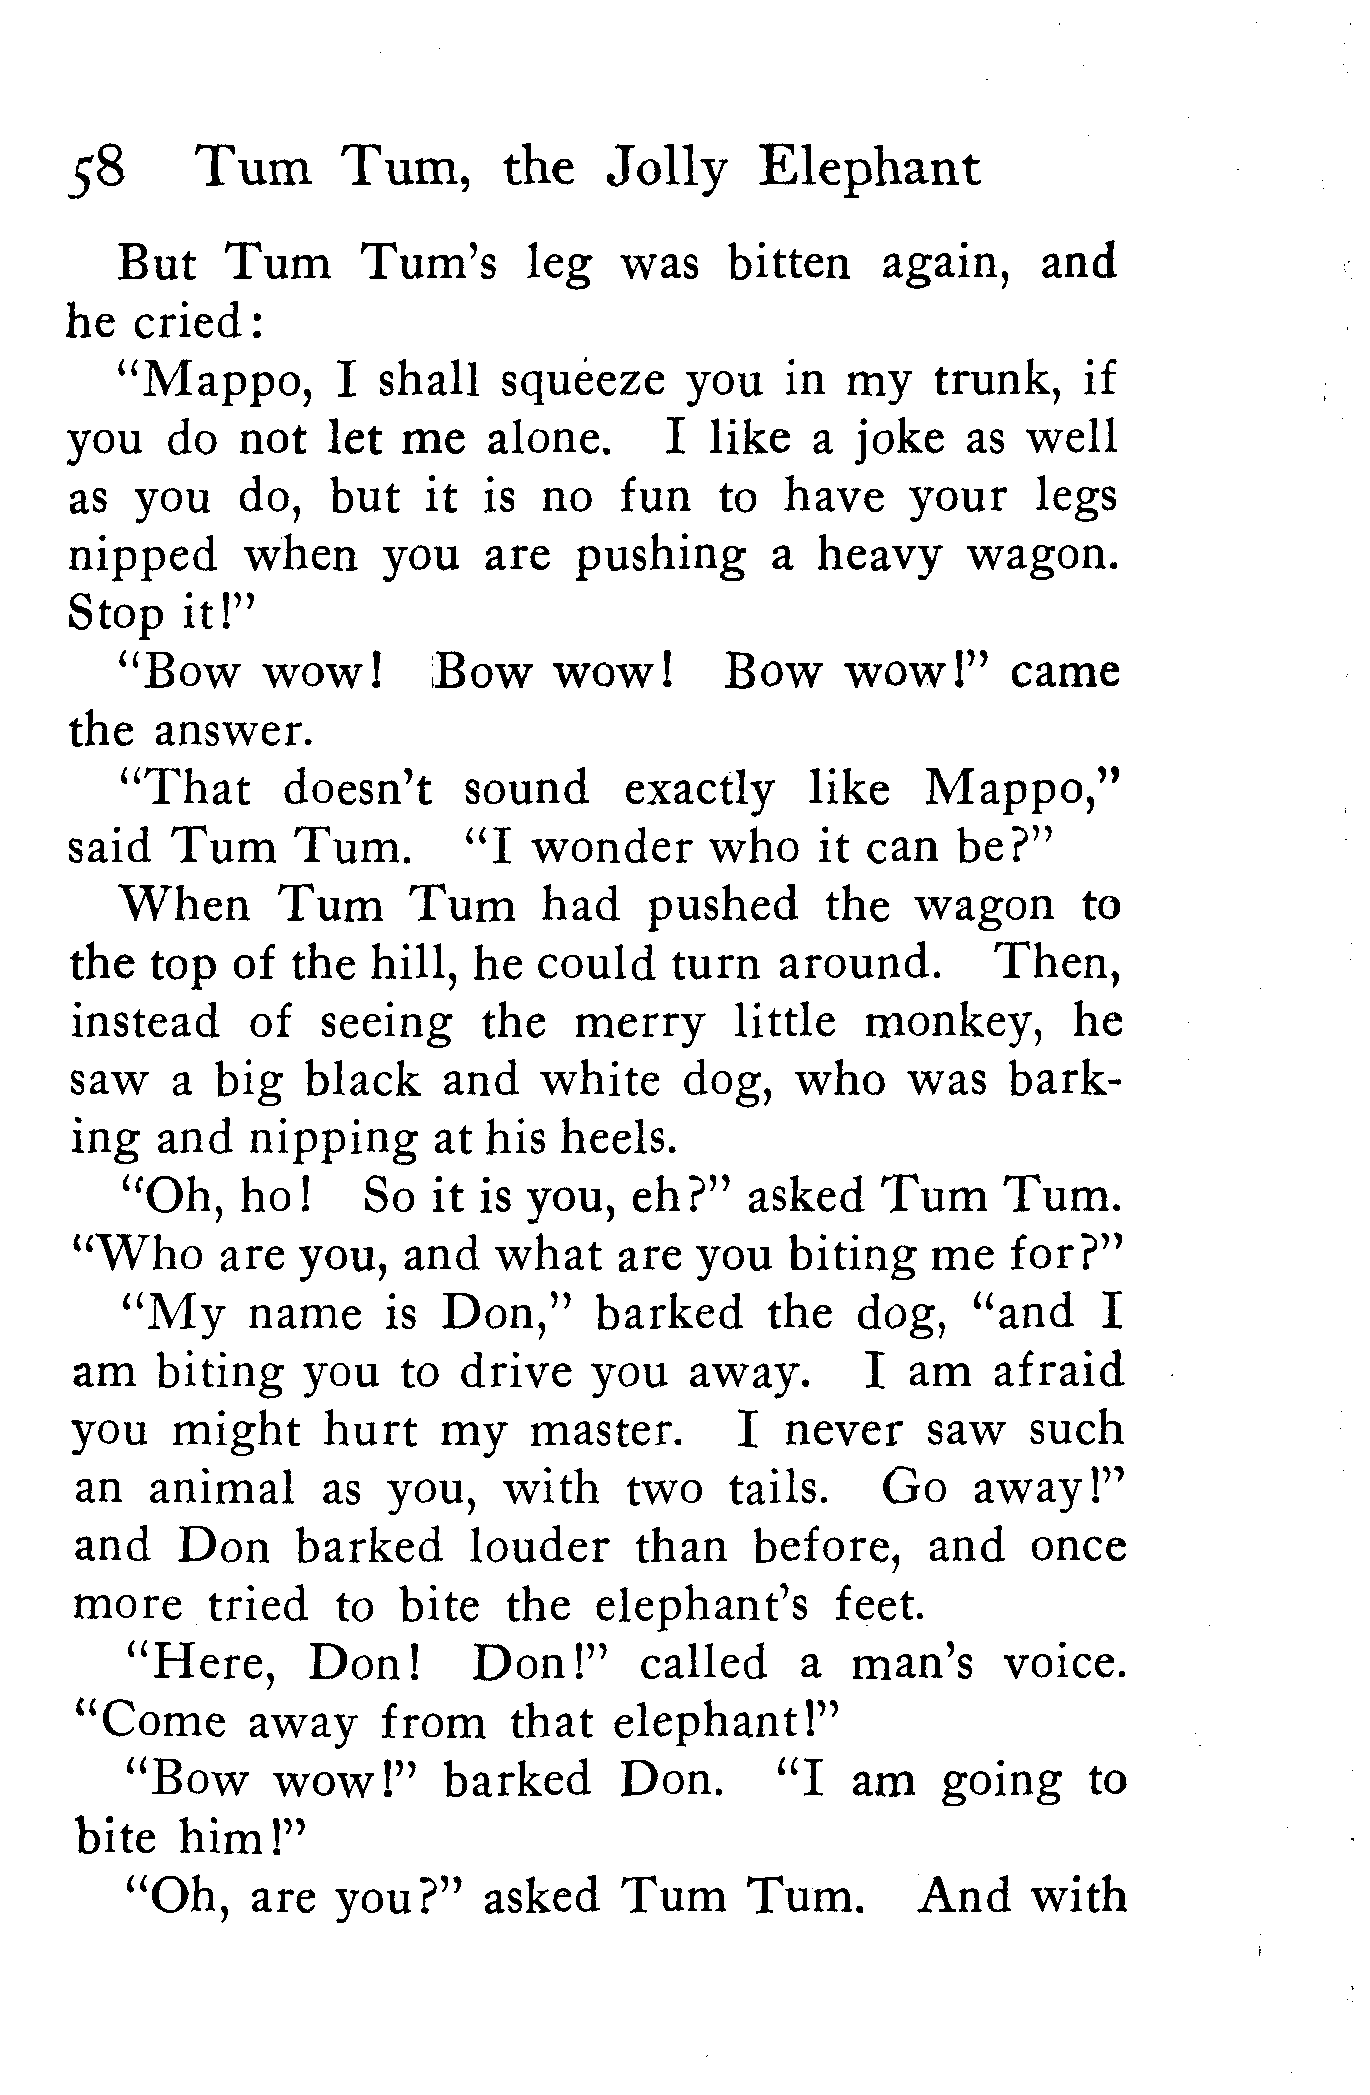 58 Tum Tum, the Jolly Elephant
But Tum Tum's leg was bitten again, and
he cried:
“Mappo, I shall squeeze you in my trunk, if
you do not let me alone. I like a joke as well
as you do, but it is no fun to have your legs
nipped when you are pushing a heavy wagon.
Stop it!”
“Bow wow! Bow wow! Bow wow!” came
the answer.
“That doesn't sound exactly like Mappo,”
said Tum Tum. “I wonder who it can be?”
When Tum Tum had pushed the wagon to
the top of the hill, he could turn around. Then,
instead of seeing the merry little monkey, he
saw a big black and white dog, who was bark-
ing and nipping at his heels.
“Oh, ho! So it is you, eh?” asked Tum Tum.
“Who are you, and what are you biting me for?”
“My name is Don,” barked the dog, “and I
am biting you to drive you away. I am afraid
you might hurt my master. I never saw such
an animal as you, with two tails. Go away!”
and Don barked louder than before, and once
more tried to bite the elephant's feet.
“Here, Don! Don!” called a man's voice.
“Come away from that elephant!”
“Bow wow!” barked Don. “I am going to
bite him!”
“Oh, are you?” asked Tum Tum. And with